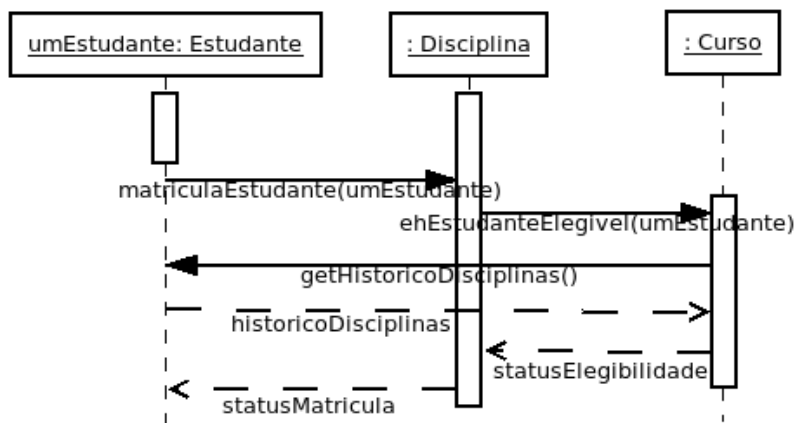 umEstudante: Estudante
: Disciplina
: Curso
matriculaEstudante(umEstudante)
ehEstudanteElegivel(umEstudante)
getHistoricoDisciplinas()
historicoDisciplinas
statusElegibilidade
statusMatricula